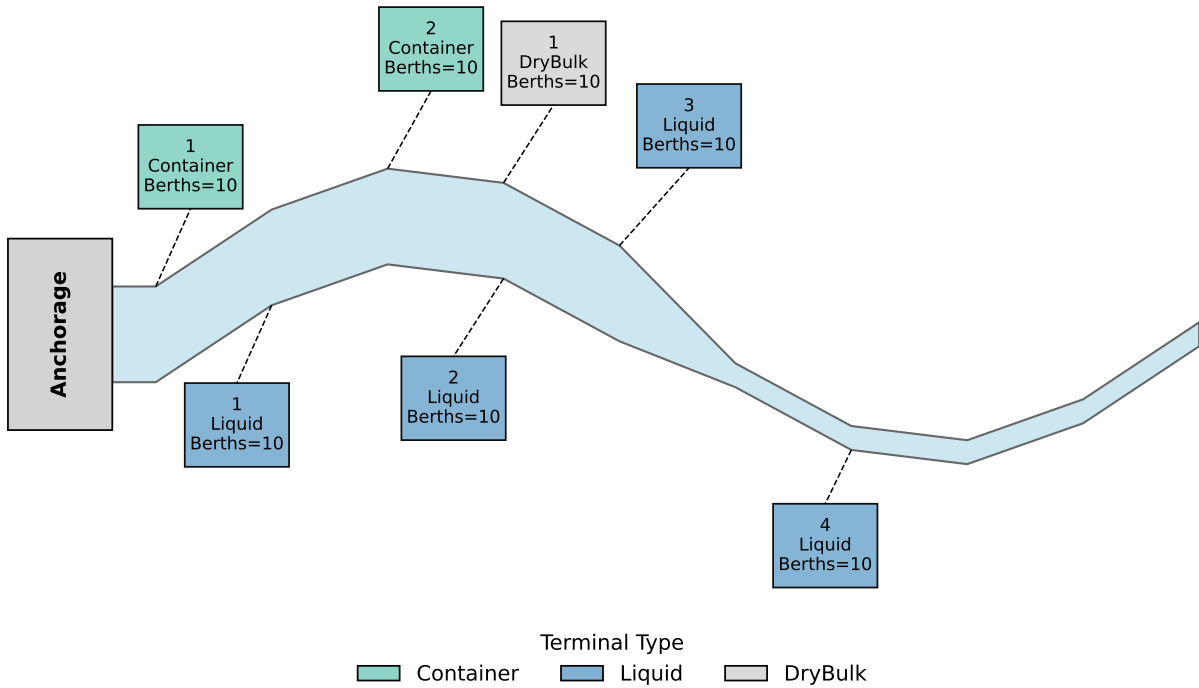 2
Container
Berths=10
1
DryBulk
Berths=10
3
Liquid
Berths=10
1
Container
Berths=10
Anchorage
2
Liquid
Berths=10
1
Liquid
Berths=10
4
Liquid
Berths=10
Terminal Type
Container
Liquid
DryBulk